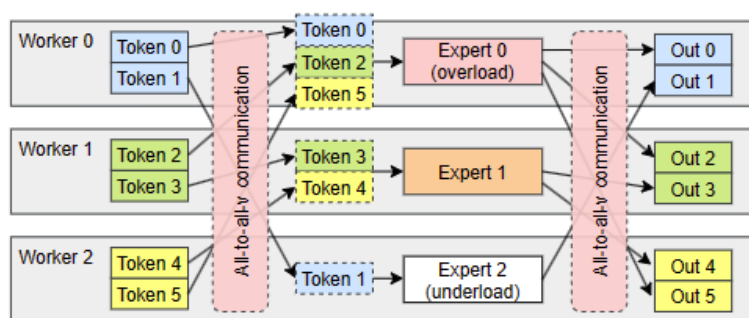 Worker 0
Token 0
Token 1
All-to-all-v communication
Token 0
Token 2
Token 5
Expert 0
(overload)
All-to-all-v communication
Out 0
Out 1
Worker 1
Token 2
Token 3
Token 3
Token 4
Expert 1
Out 2
Out 3
Worker 2
Token 4
Token 5
Token 1
Expert 2
(underload)
Out 4
Out 5